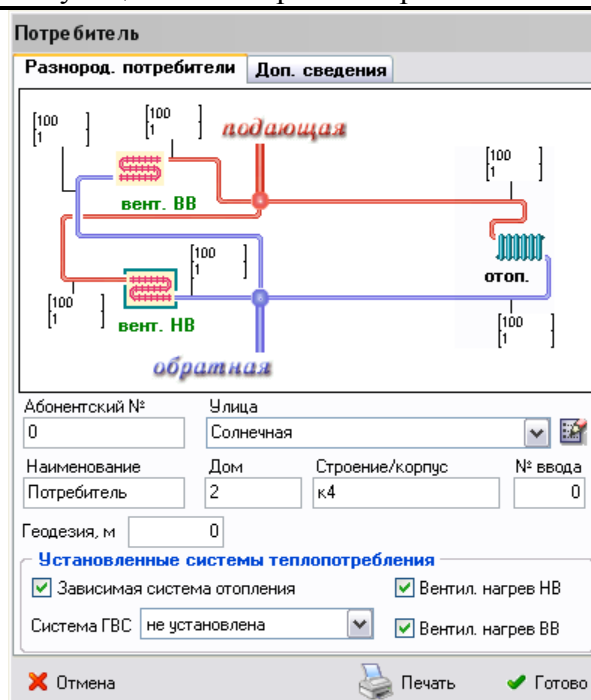 Потребитель
Разнород. потребители Доп. сведения
[100 1 ] [100 1 ] подающая
[100 1 ]
вент. ВВ
[100 1 ]
отоп.
[100 1 ] вент. НВ
[100 1 ]
обратная
Абонентский № Улица
0 Солнечная
Наименование Дом Строение/корпус № ввода
Потребитель 2 к4 0
Геодезия, м 0
Установленные системы теплопотребления
Зависимая система отопления Вентил. нагрев НВ
Система ГВС не установлена Вентил. нагрев ВВ
Отмена Печать Готово